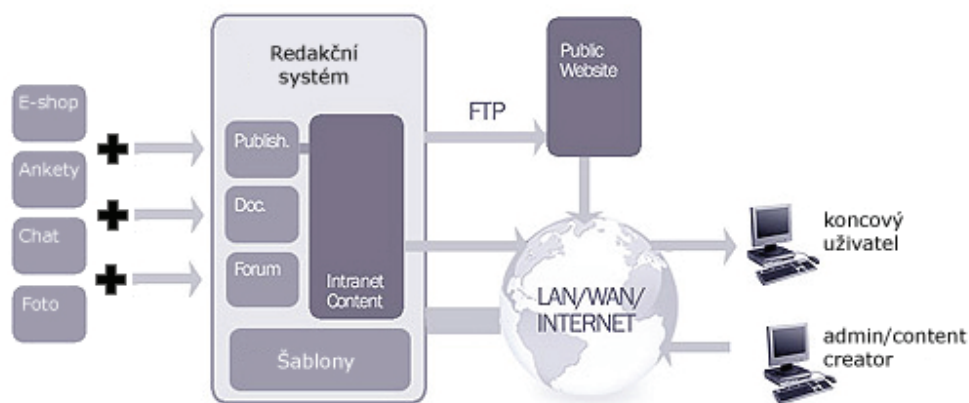 E-shop
Ankety
Chat
Foto
Redakční
systém
Publish.
Doc.
Forum
Intranet
Content
Šablony
FTP
Public
Website
LAN/WAN/
INTERNET
koncový
uživatel
admin/content
creator